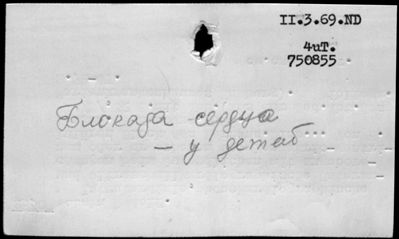 II.3.69.ND
4uT.
750855
Блокада сердца
— у детей